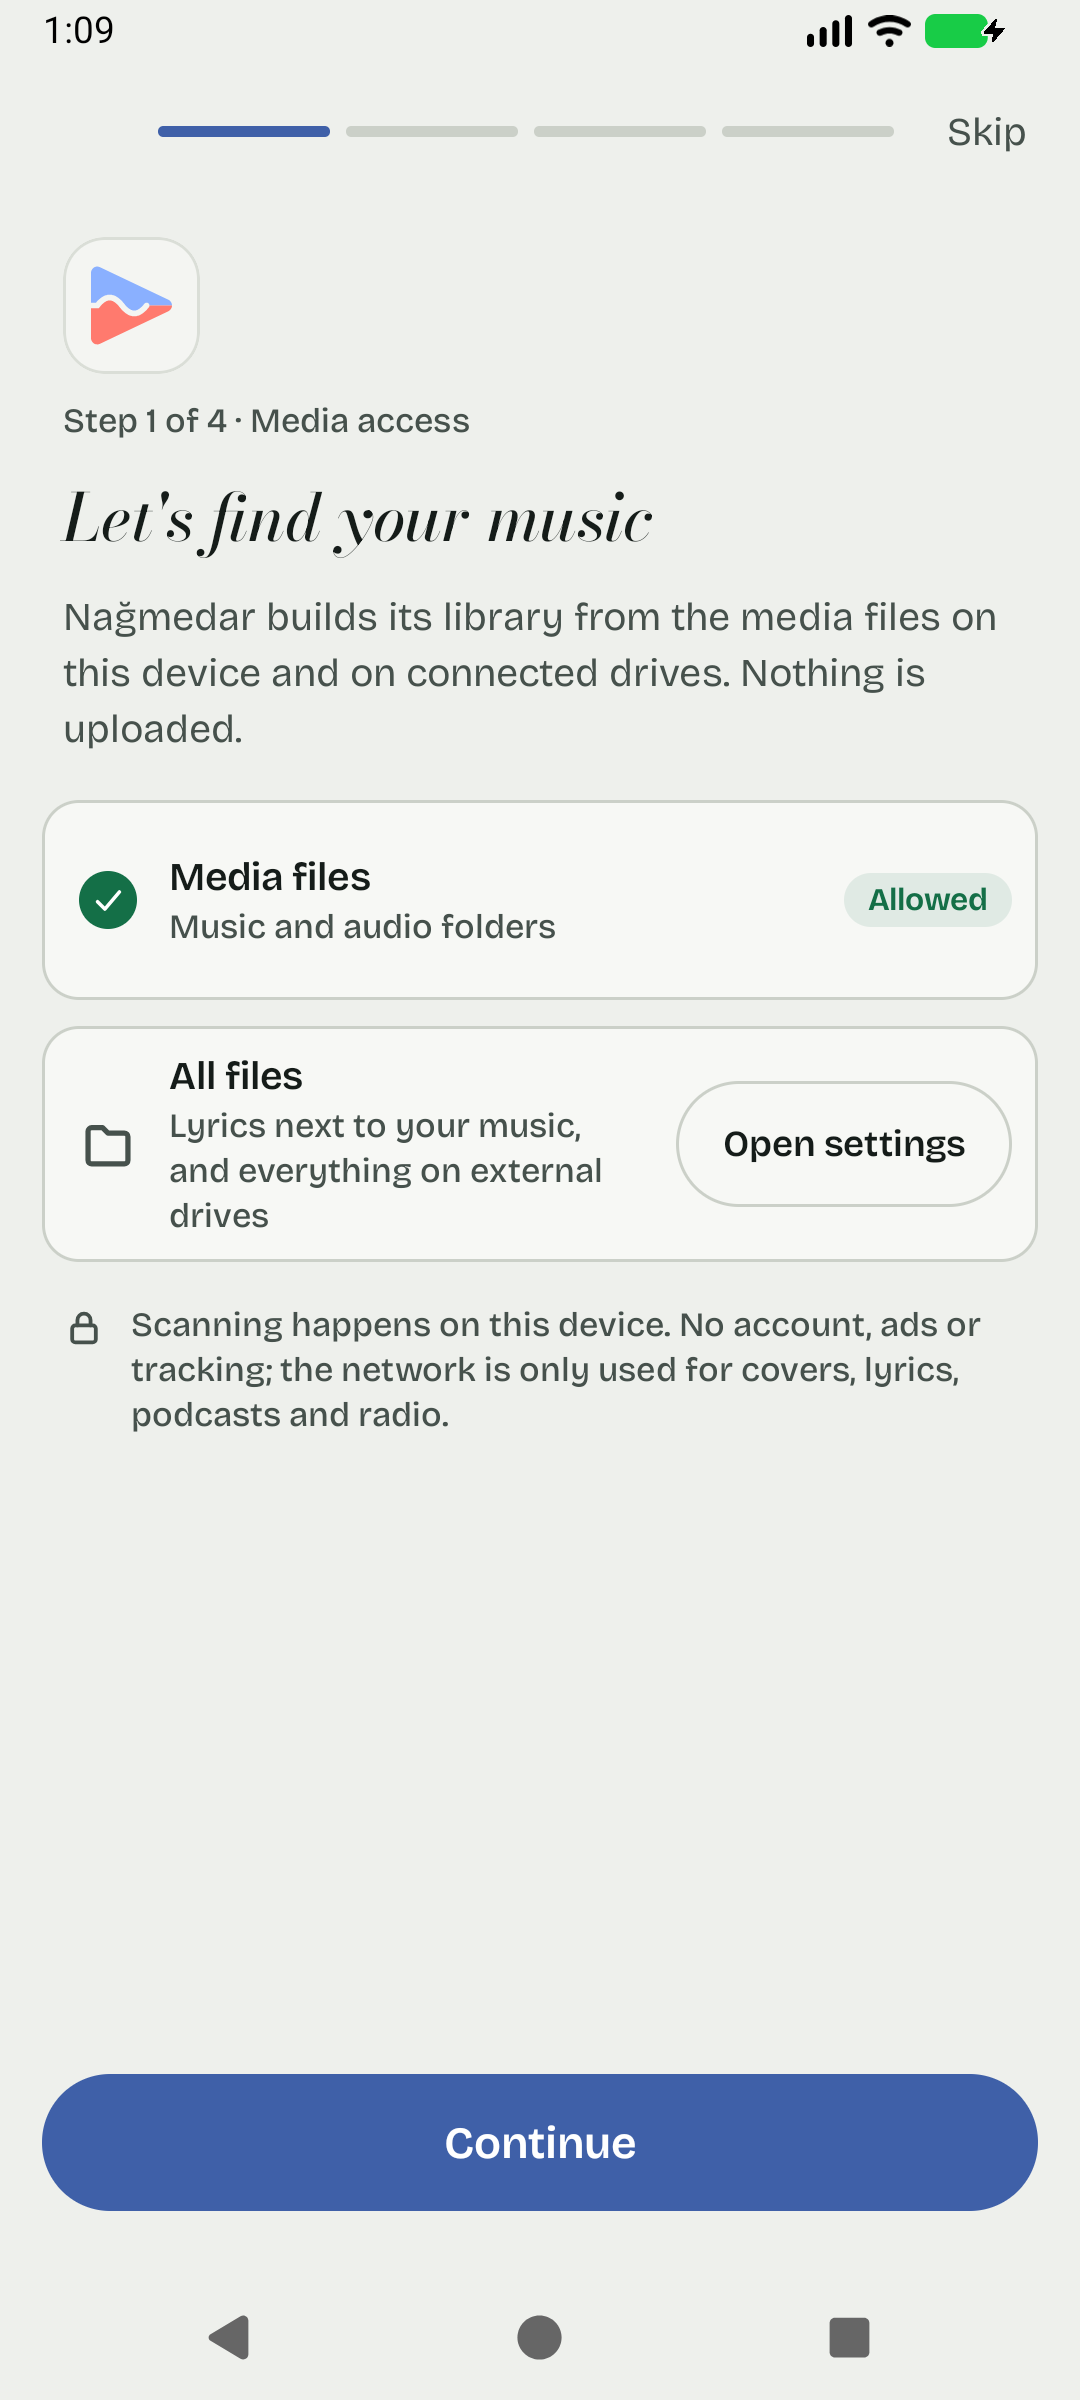 1:09
Skip
Step 1 of 4 · Media access
Let's find your music
Nağmedar builds its library from the media files on
this device and on connected drives. Nothing is
uploaded.
Media files
Music and audio folders
Allowed
All files
Lyrics next to your music,
and everything on external
drives
Open settings
Scanning happens on this device. No account, ads or
tracking; the network is only used for covers, lyrics,
podcasts and radio.
Continue